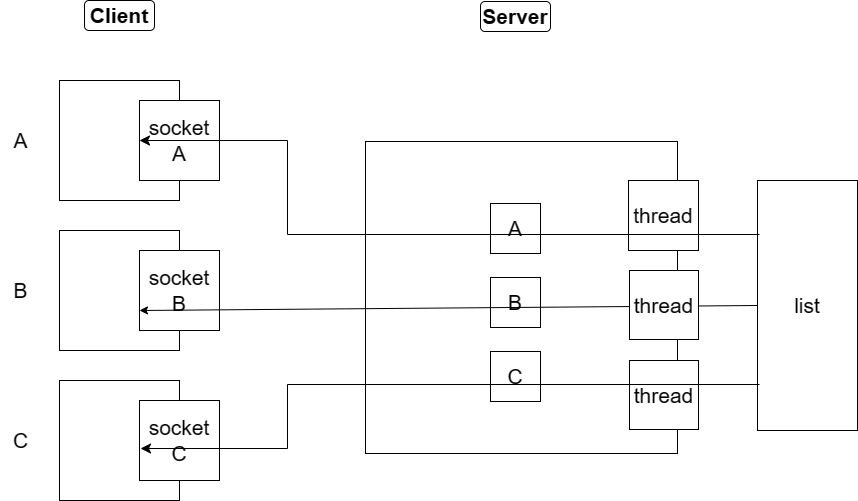 Client
Server
A
socket
A
A
thread
B
socket
B
B
thread
list
C
socket
C
C
thread